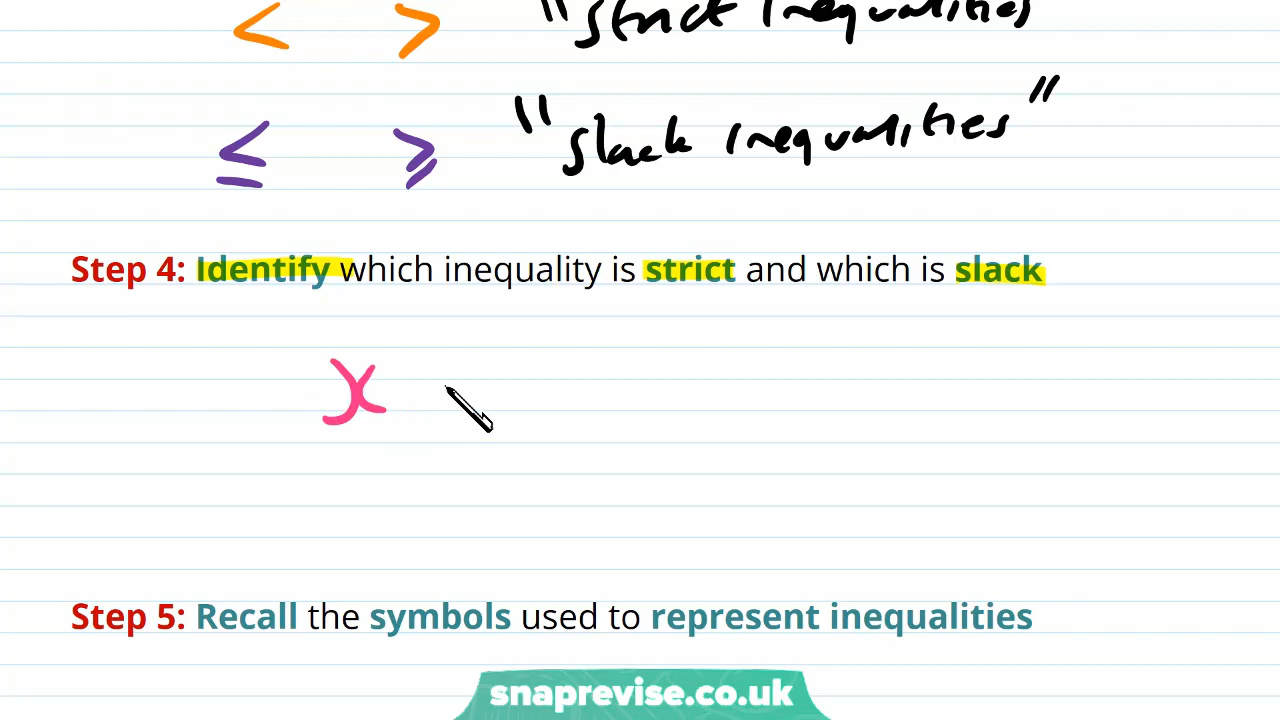 < > "strict inequalities
≤ ≥ "slack inequalities"
Step 4: Identify which inequality is strict and which is slack
x
Step 5: Recall the symbols used to represent inequalities
snaprevise.co.uk